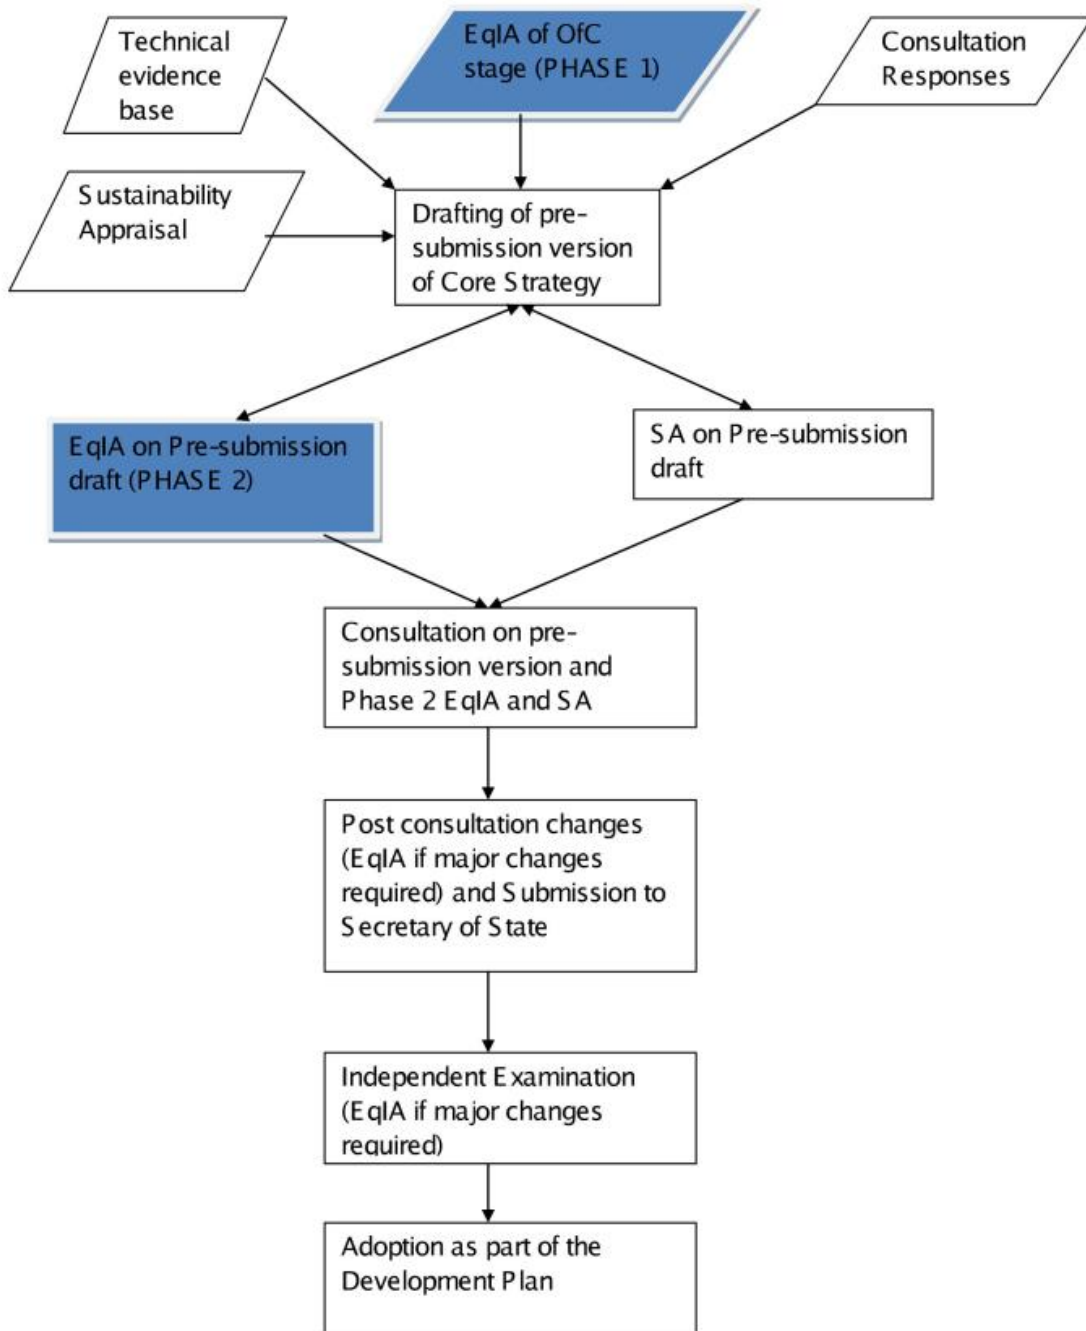 Technical
evidence
base
EqIA of OfC
stage (PHASE 1)
Consultation
Responses
Sustainability
Appraisal
Drafting of pre-
submission version
of Core Strategy
EqIA on Pre-submission
draft (PHASE 2)
SA on Pre-submission
draft
Consultation on pre-
submission version and
Phase 2 EqIA and SA
Post consultation changes
(EqIA if major changes
required) and Submission to
Secretary of State
Independent Examination
(EqIA if major changes
required)
Adoption as part of the
Development Plan